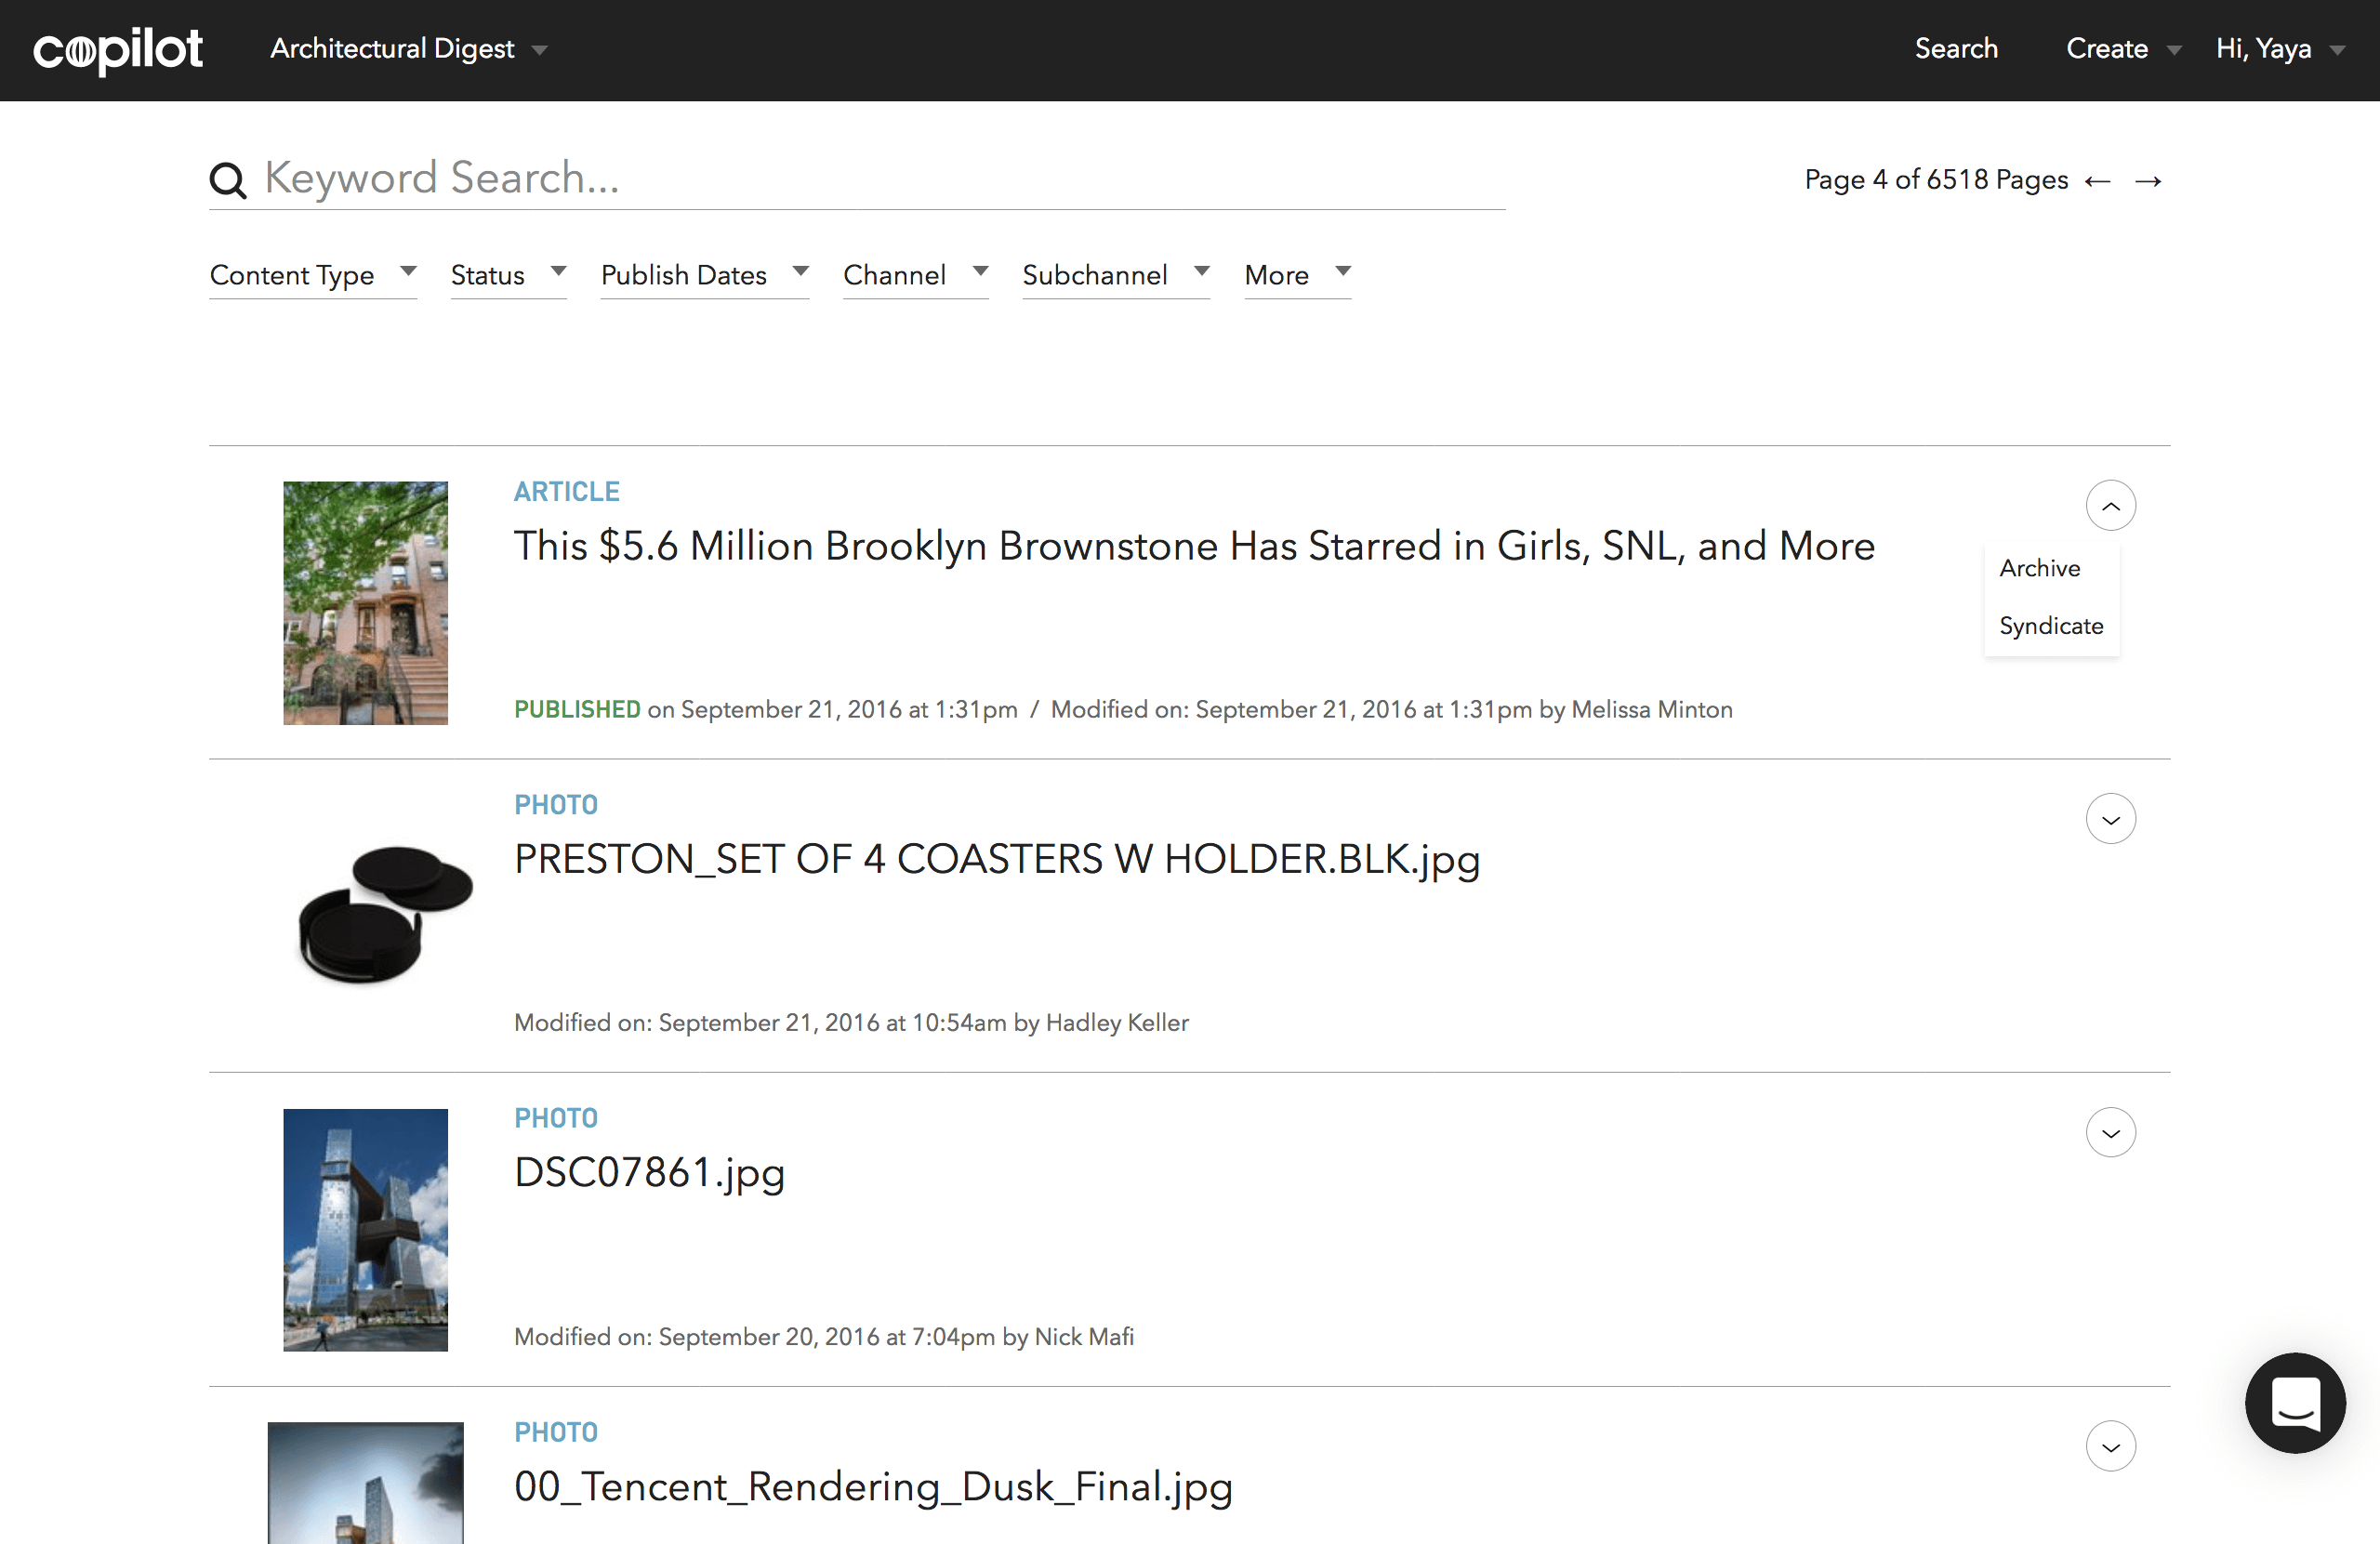 copilot Architectural Digest Search Create Hi, Yaya
Keyword Search... Page 4 of 6518 Pages ← →
Content Type Status Publish Dates Channel Subchannel More
ARTICLE
This $5.6 Million Brooklyn Brownstone Has Starred in Girls, SNL, and More
Archive
Syndicate
PUBLISHED on September 21, 2016 at 1:31pm / Modified on: September 21, 2016 at 1:31pm by Melissa Minton
PHOTO
PRESTON_SET OF 4 COASTERS W HOLDER.BLK.jpg
Modified on: September 21, 2016 at 10:54am by Hadley Keller
PHOTO
DSC07861.jpg
Modified on: September 20, 2016 at 7:04pm by Nick Mafi
PHOTO
00_Tencent_Rendering_Dusk_Final.jpg